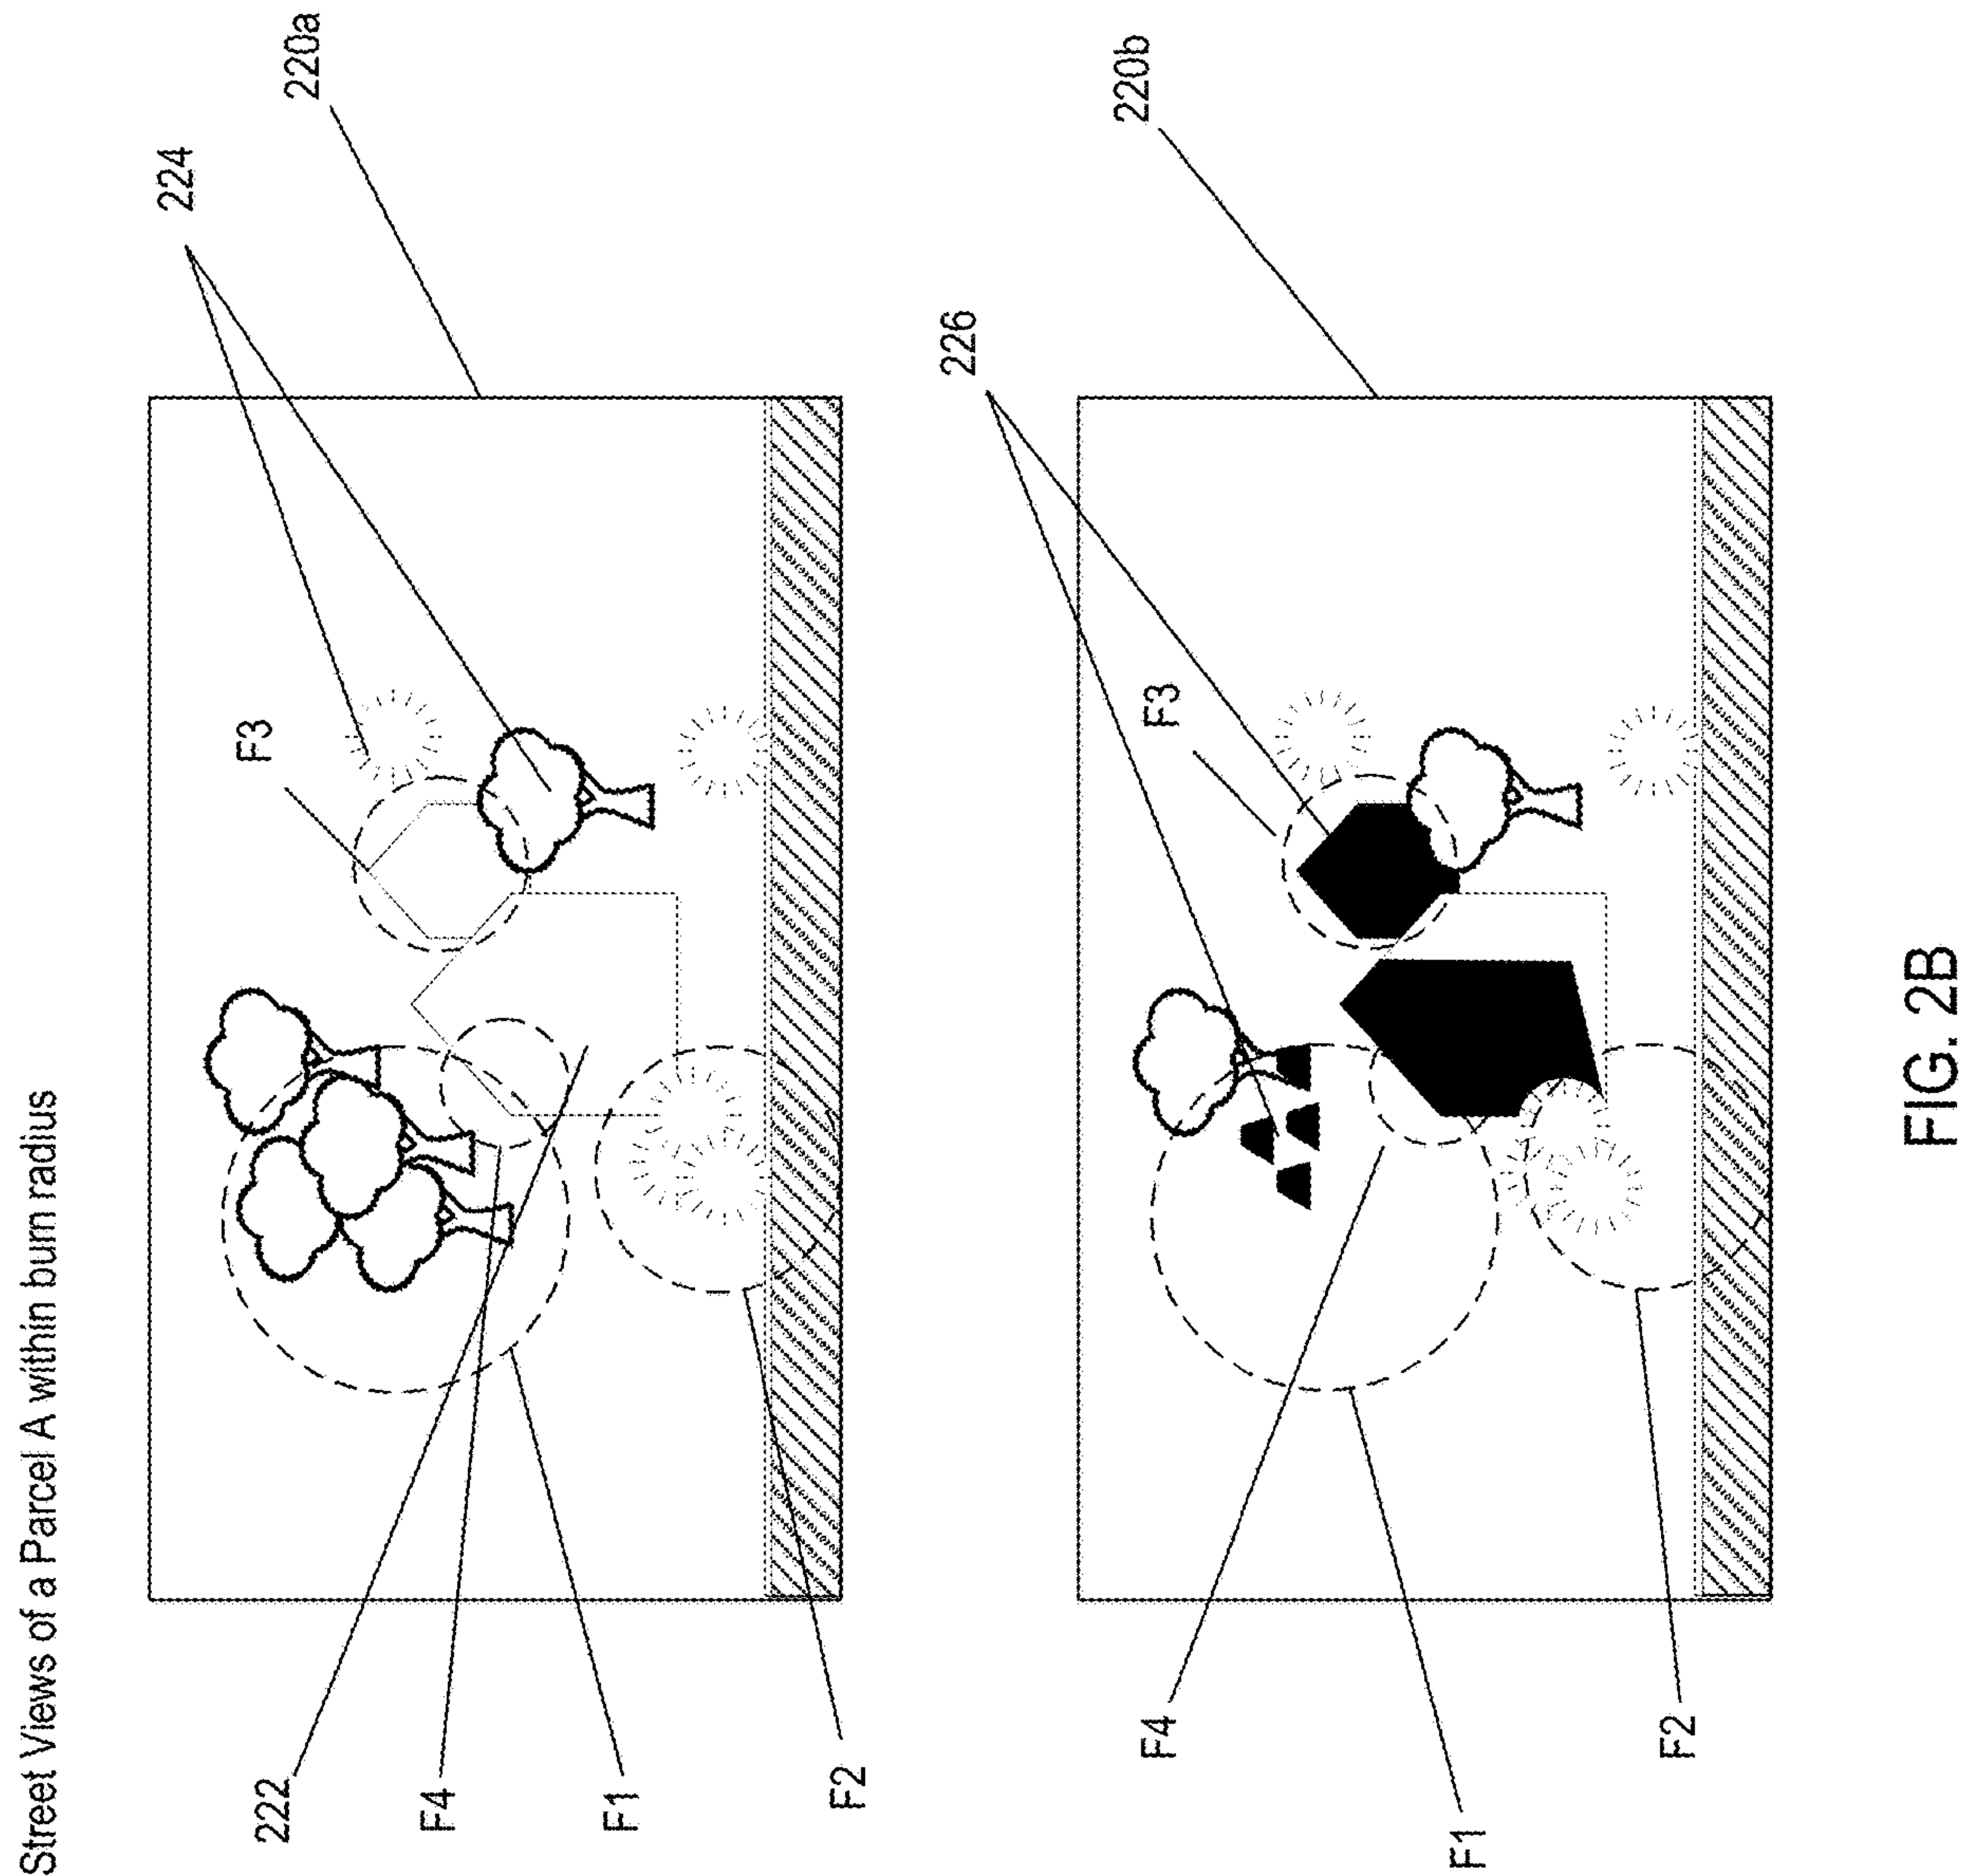 Street Views of a Parcel A within burn radius
222
F4
F1
F2
F3
224
220a
F4
F1
F2
F3
226
220b
FIG. 2B